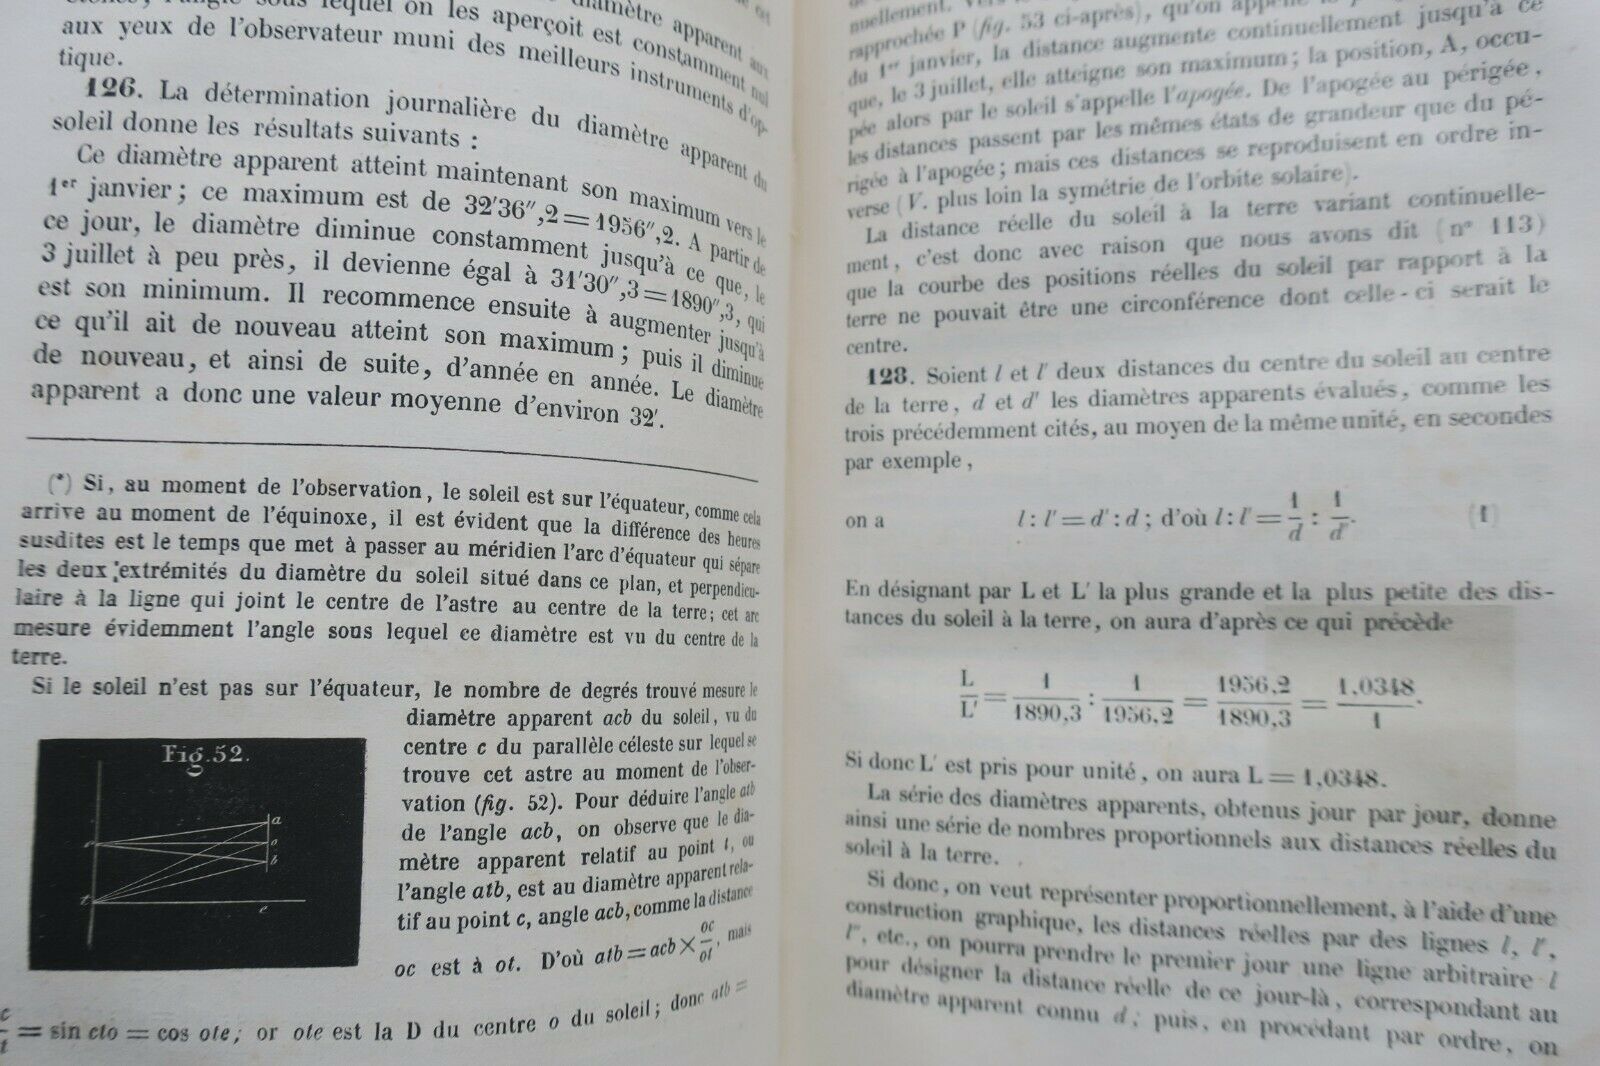 diamètre apparent aux
l'angle sous lequel on les aperçoit est constamment nul
aux yeux de l'observateur muni des meilleurs instruments d'op-
tique.
126. La détermination journalière du diamètre apparent du
soleil donne les résultats suivants :
Ce diamètre apparent atteint maintenant son maximum vers le
1er janvier; ce maximum est de 32′36″,2=1956″,2. A partir de
ce jour, le diamètre diminue constamment jusqu'à ce que, le
3 juillet à peu près, il devienne égal à 31′30″,3=1890″,3, qui
est son minimum. Il recommence ensuite à augmenter jusqu'à
ce qu'il ait de nouveau atteint son maximum; puis il diminue
de nouveau, et ainsi de suite, d'année en année. Le diamètre
apparent a donc une valeur moyenne d'environ 32′.
(*) Si, au moment de l'observation, le soleil est sur l'équateur, comme cela
arrive au moment de l'équinoxe, il est évident que la différence des heures
susdites est le temps que met à passer au méridien l'arc d'équateur qui sépare
les deux extrémités du diamètre du soleil situé dans ce plan, et perpendicu-
laire à la ligne qui joint le centre de l'astre au centre de la terre; cet arc
mesure évidemment l'angle sous lequel ce diamètre est vu du centre de la
terre.
Si le soleil n'est pas sur l'équateur, le nombre de degrés trouvé mesure le
diamètre apparent acb du soleil, vu du
centre c du parallèle céleste sur lequel se
trouve cet astre au moment de l'obser-
vation (fig. 52). Pour déduire l'angle atb
de l'angle acb, on observe que le dia-
mètre apparent relatif au point t, ou
l'angle atb, est au diamètre apparent rela-
tif au point c, angle acb, comme la distance
oc est à ot. D'où atb=acb×oc/ot, mais
Fig. 52.
a
c o
b
t e
c/t = sin cto = cos ote; or ote est la D du centre o du soleil; donc atb =
nuellement.
rapprochée P (fig. 53 ci-après), qu'on appelle
du 1er janvier, la distance augmente continuellement jusqu'à ce
que, le 3 juillet, elle atteigne son maximum; la position, A, occu-
pée alors par le soleil s'appelle l'apogée. De l'apogée au périgée,
les distances passent par les mêmes états de grandeur que du pé-
rigée à l'apogée; mais ces distances se reproduisent en ordre in-
verse (V. plus loin la symétrie de l'orbite solaire).
La distance réelle du soleil à la terre variant continuelle-
ment, c'est donc avec raison que nous avons dit (n° 113)
que la courbe des positions réelles du soleil par rapport à la
terre ne pouvait être une circonférence dont celle-ci serait le
centre.
128. Soient l et l′ deux distances du centre du soleil au centre
de la terre, d et d′ les diamètres apparents évalués, comme les
trois précédemment cités, au moyen de la même unité, en secondes
par exemple,
on a l : l′ = d′ : d ; d'où l : l′ = 1/d : 1/d′. (1)
En désignant par L et L′ la plus grande et la plus petite des dis-
tances du soleil à la terre, on aura d'après ce qui précède
L/L′ = 1/1890,3 : 1/1956,2 = 1956,2/1890,3 = 1,0348/1.
Si donc L′ est pris pour unité, on aura L = 1,0348.
La série des diamètres apparents, obtenus jour par jour, donne
ainsi une série de nombres proportionnels aux distances réelles du
soleil à la terre.
Si donc, on veut représenter proportionnellement, à l'aide d'une
construction graphique, les distances réelles par des lignes l, l′,
l″, etc., on pourra prendre le premier jour une ligne arbitraire l
pour désigner la distance réelle de ce jour-là, correspondant au
diamètre apparent connu d; puis, en procédant par ordre, on